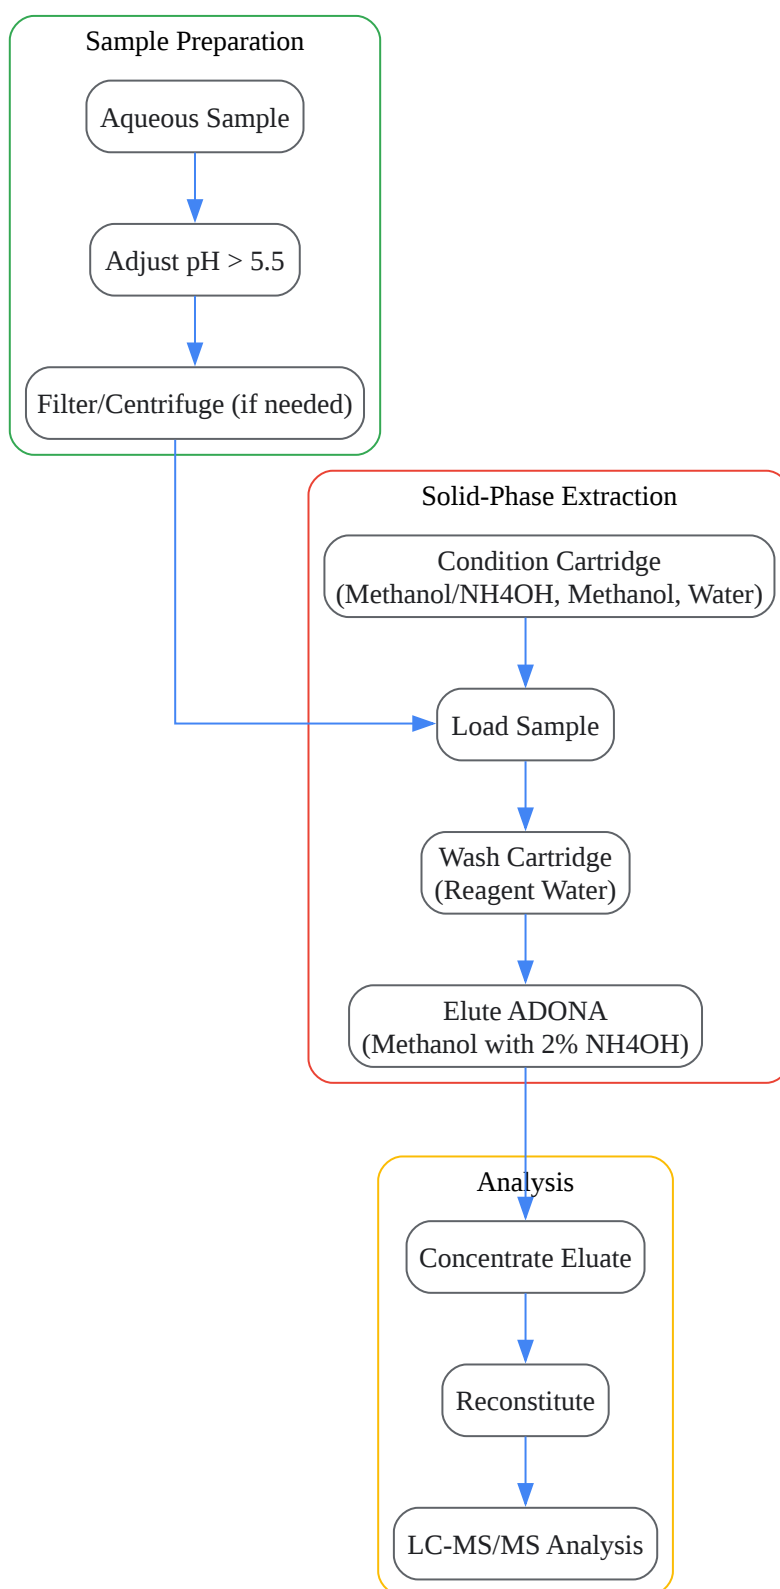 Sample Preparation
Aqueous Sample
Adjust pH > 5.5
Filter/Centrifuge (if needed)
Solid-Phase Extraction
Condition Cartridge
(Methanol/NH4OH, Methanol, Water)
Load Sample
Wash Cartridge
(Reagent Water)
Elute ADONA
(Methanol with 2% NH4OH)
Analysis
Concentrate Eluate
Reconstitute
LC-MS/MS Analysis